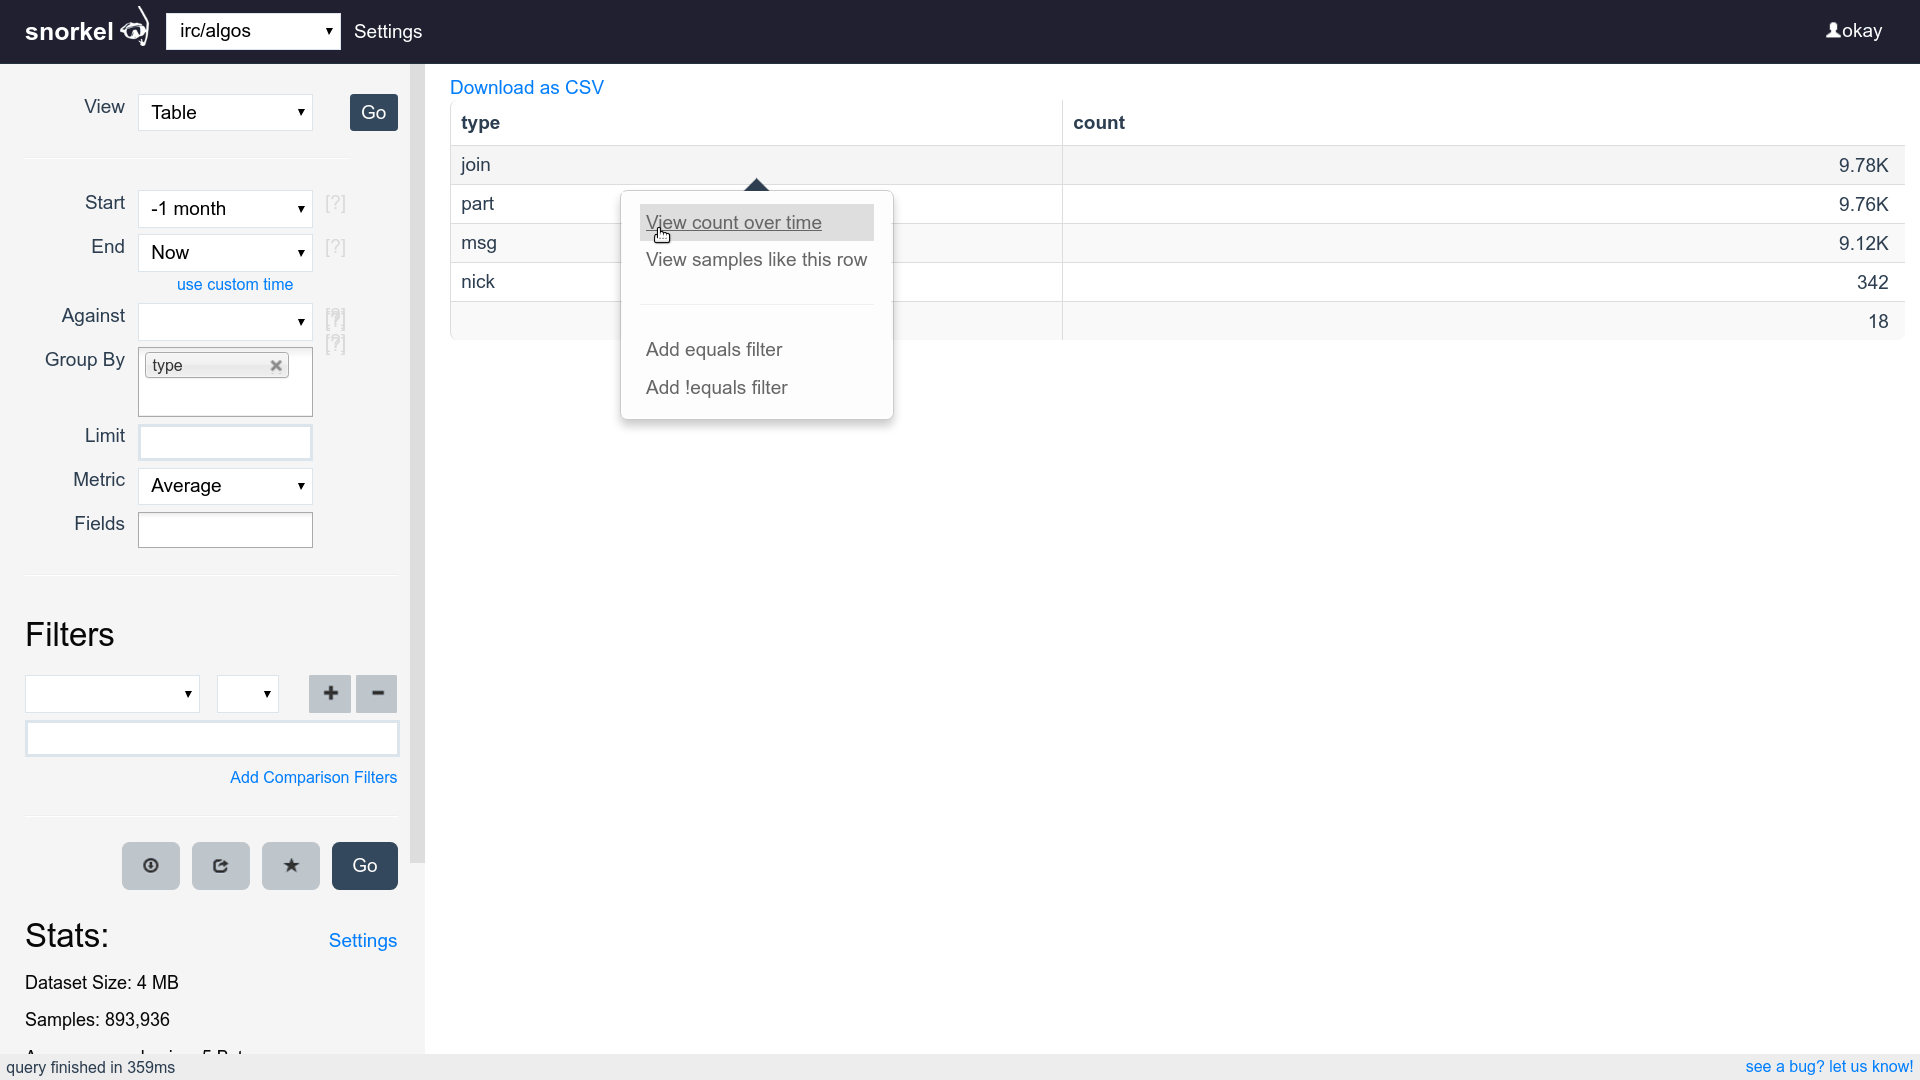 snorkel
irc/algos
Settings
okay
View
Table
Go
Start
-1 month
[?]
End
Now
[?]
use custom time
Against
[?]
[?]
Group By
type
Limit
Metric
Average
Fields
Filters
Add Comparison Filters
Go
Stats:
Settings
Dataset Size: 4 MB
Samples: 893,936
Download as CSV
type count
join 9.78K
part 9.76K
msg 9.12K
nick 342
18
View count over time
View samples like this row
Add equals filter
Add !equals filter
query finished in 359ms
see a bug? let us know!